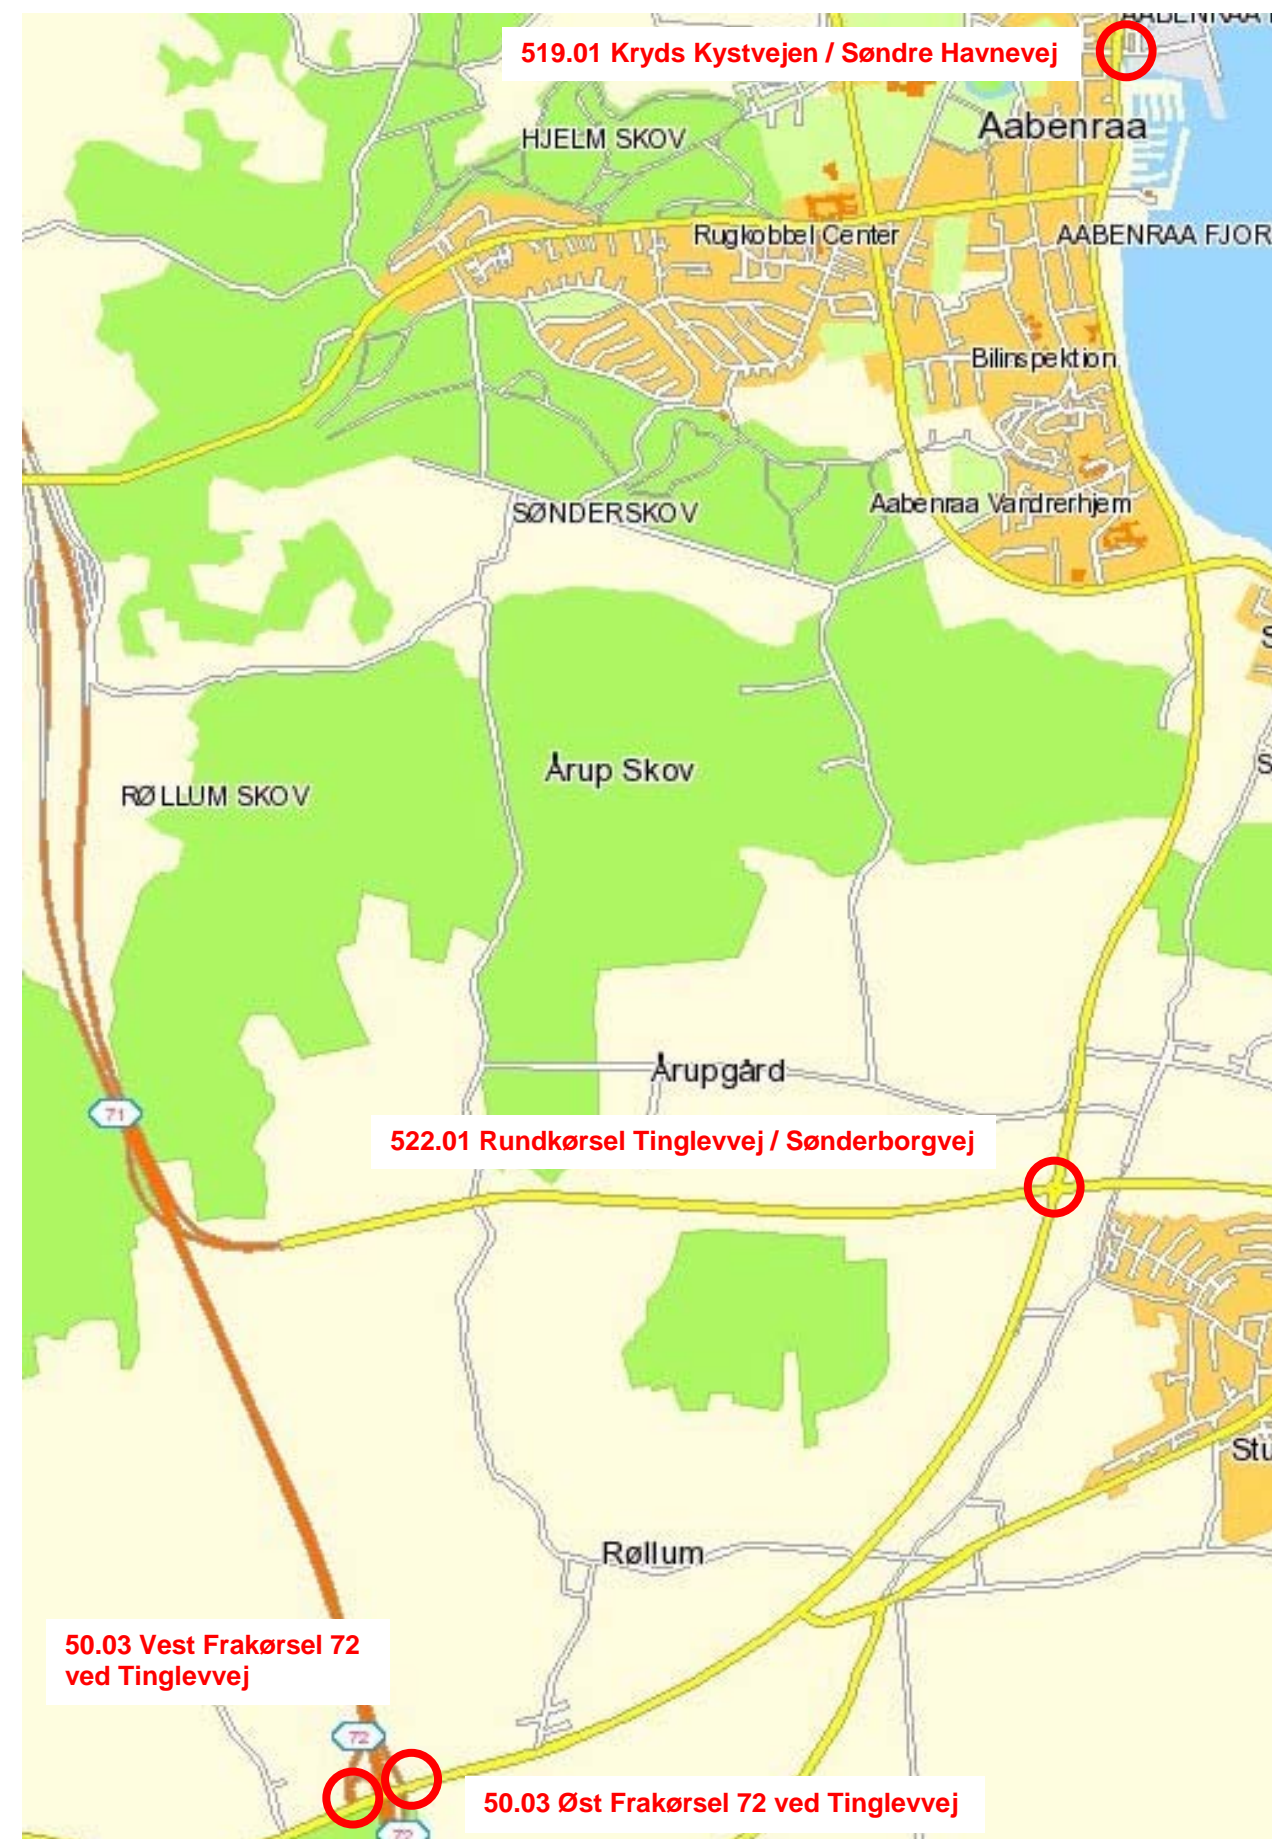 AABENRAA
519.01 Kryds Kystvejen / Søndre Havnevej
Aabenraa
HJELM SKOV
Rugkobbel Center
AABENRAA FJOR
Bilinspektion
Aabenraa Vandrerhjem
SØNDERSKOV
S
Årup Skov
S
RØLLUM SKOV
Årupgård
71
522.01 Rundkørsel Tinglevvej / Sønderborgvej
Stu
Røllum
50.03 Vest Frakørsel 72
ved Tinglevvej
72
50.03 Øst Frakørsel 72 ved Tinglevvej
72